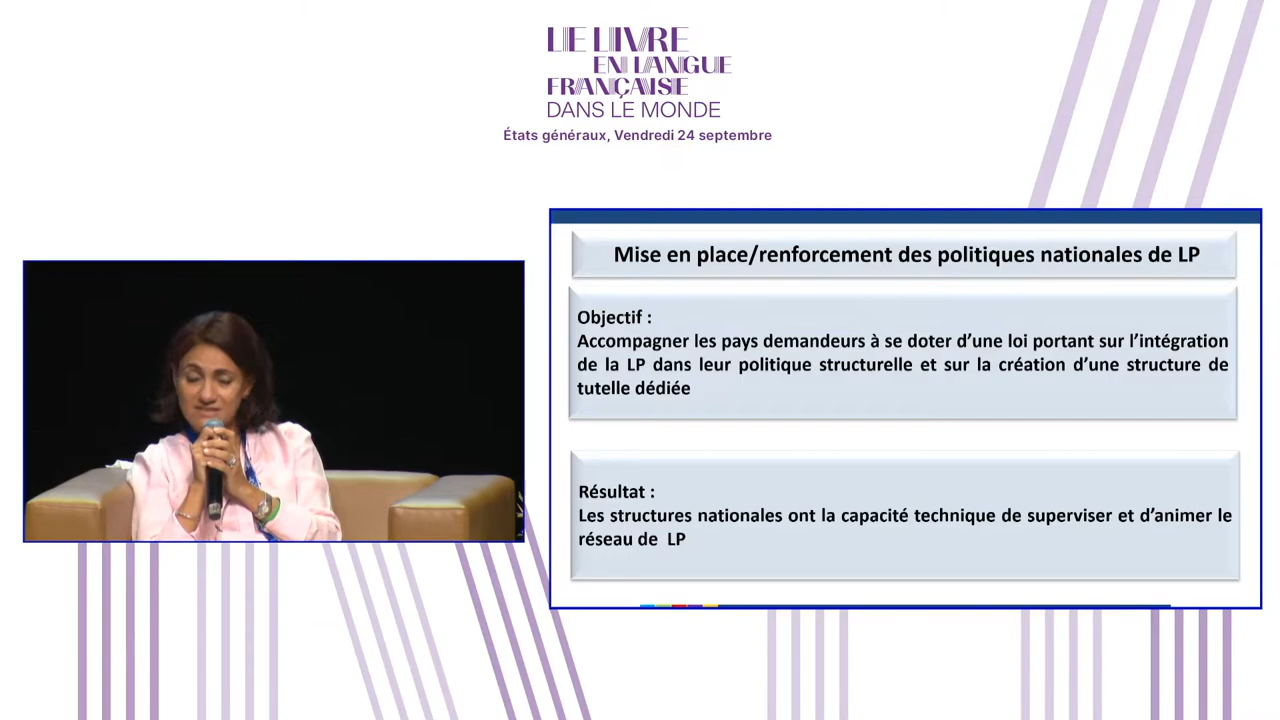 LE LIVRE
EN LANGUE
FRANÇAISE
DANS LE MONDE
États généraux, Vendredi 24 septembre
Mise en place/renforcement des politiques nationales de LP
Objectif :
Accompagner les pays demandeurs à se doter d’une loi portant sur l’intégration
de la LP dans leur politique structurelle et sur la création d’une structure de
tutelle dédiée
Résultat :
Les structures nationales ont la capacité technique de superviser et d’animer le
réseau de LP